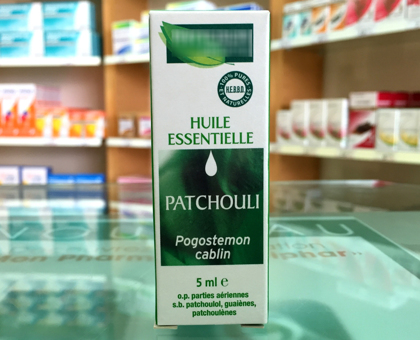 100% PURES
H.E.B.B.D.
ET NATURELLES
HUILE
ESSENTIELLE
PATCHOULI
Pogostemon
cablin
5 ml e
o.p. parties aériennes
s.b. patchoulol, guaïènes,
patchoulènes